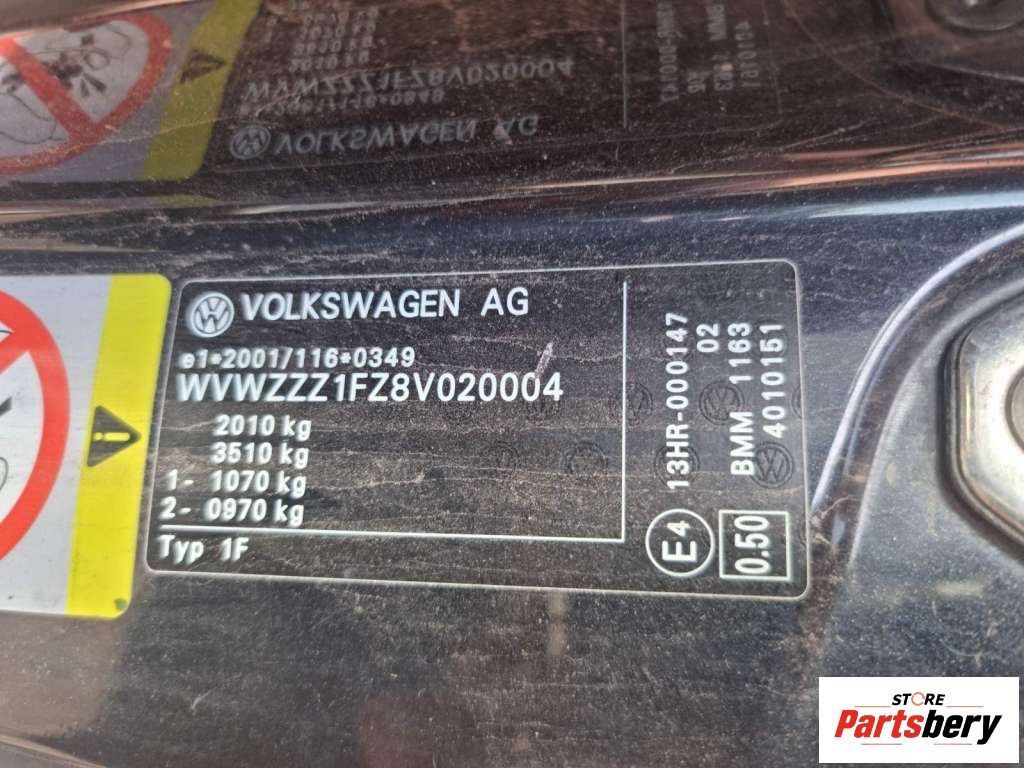 VOLKSWAGEN AG
e1*2001/116*0349
WVWZZZ1FZ8V020004
2010 kg
3510 kg
1- 1070 kg
2- 0970 kg
Typ 1F
13HR-000147
02
BMM 1163
4010151
E4
0.50
WVWZZZ1FZ8V020004
VOLKSWAGEN AG
STORE
Partsbery